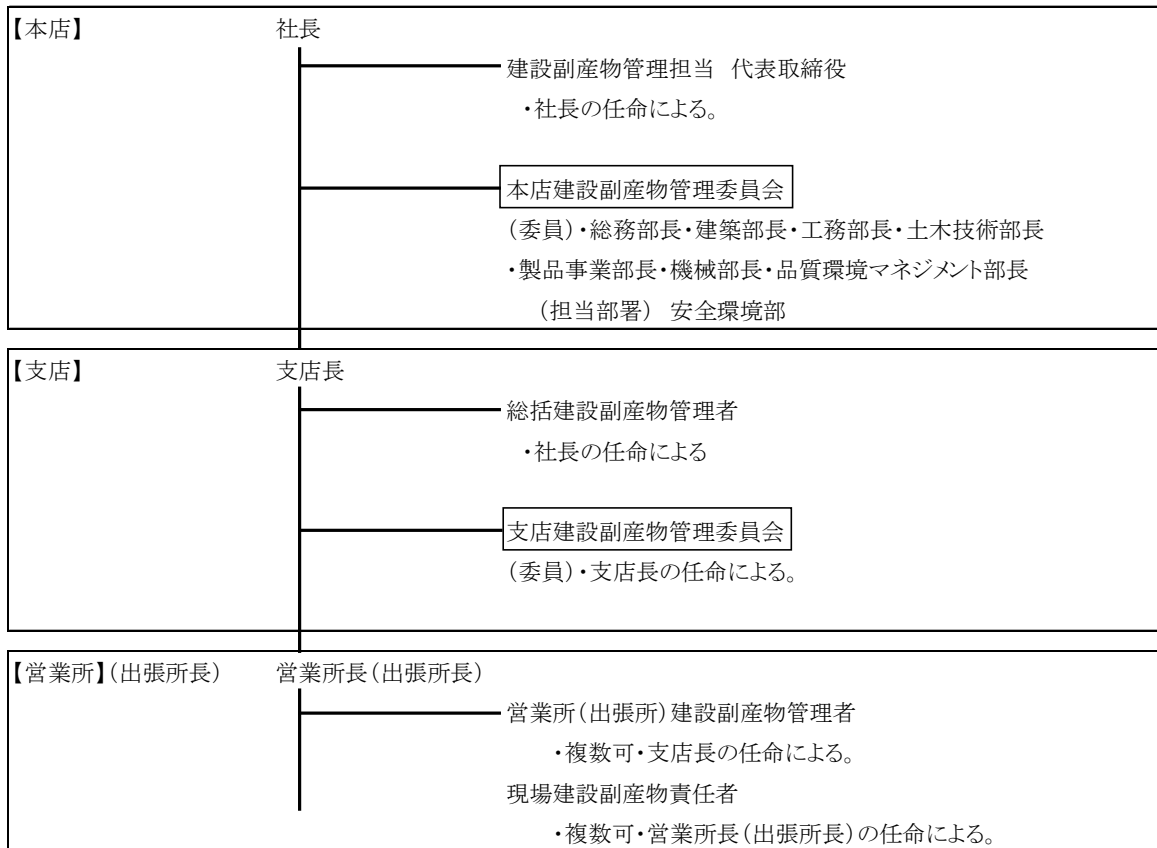 【本店】 社長
建設副産物管理担当 代表取締役
・社長の任命による。
本店建設副産物管理委員会
(委員)・総務部長・建築部長・工務部長・土木技術部長
・製品事業部長・機械部長・品質環境マネジメント部長
(担当部署) 安全環境部
【支店】 支店長
総括建設副産物管理者
・社長の任命による
支店建設副産物管理委員会
(委員)・支店長の任命による。
【営業所】(出張所長) 営業所長(出張所長)
営業所(出張所)建設副産物管理者
・複数可・支店長の任命による。
現場建設副産物責任者
・複数可・営業所長(出張所長)の任命による。